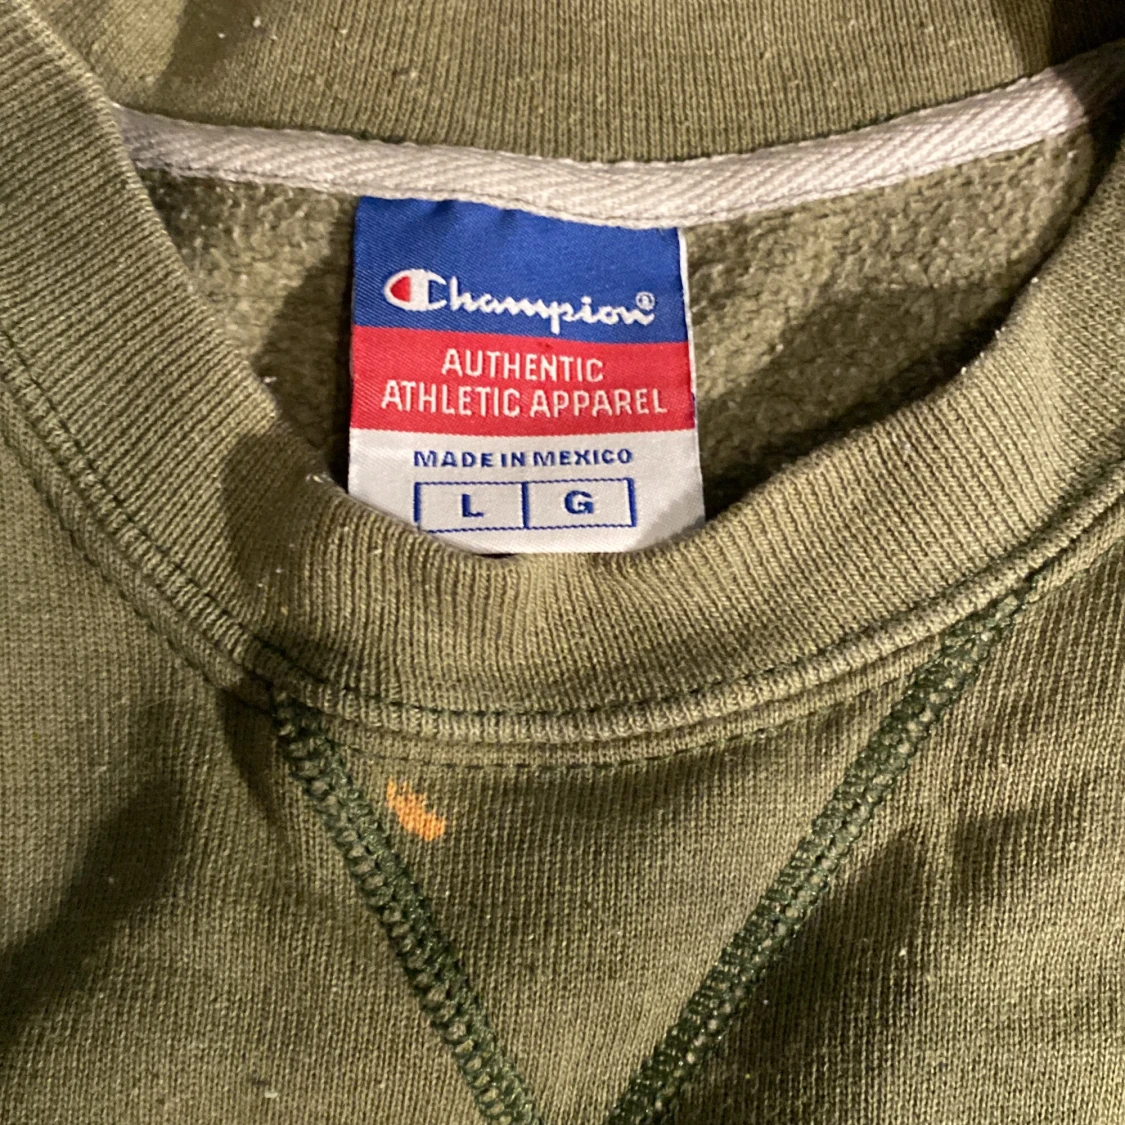 Champion®
AUTHENTIC
ATHLETIC APPAREL
MADE IN MEXICO
L G